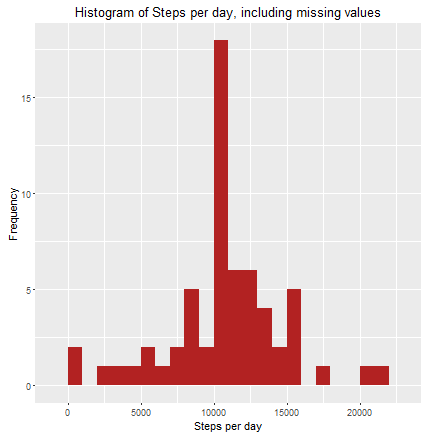 Histogram of Steps per day, including missing values
Frequency
15
10
5
0
0 5000 10000 15000 20000
Steps per day